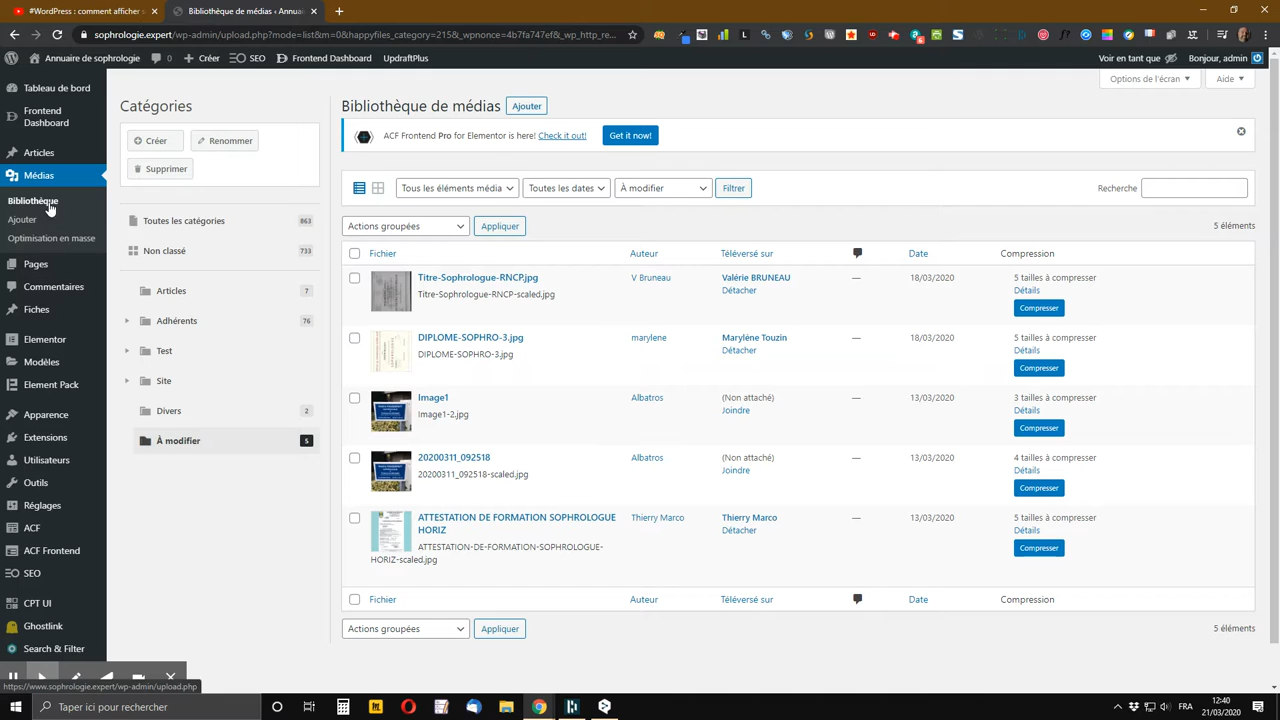 #WordPress : comment afficher s
Bibliothèque de médias ‹ Annuai
sophrologie.expert/wp-admin/upload.php?mode=list&m=0&happyfiles_category=215&_wpnonce=4b7fa747ef&_wp_http_re...
Annuaire de sophrologie
0
Créer
SEO
Frontend Dashboard
UpdraftPlus
Voir en tant que
Bonjour, admin
Options de l'écran
Aide
Tableau de bord
Frontend
Dashboard
Articles
Médias
Bibliothèque
Ajouter
Optimisation en masse
Pages
Commentaires
Fiches
Elementor
Modèles
Element Pack
Apparence
Extensions
Utilisateurs
Outils
Réglages
ACF
ACF Frontend
SEO
CPT UI
Ghostlink
Search & Filter
Catégories
Créer
Renommer
Supprimer
Toutes les catégories 863
Non classé 733
Articles 7
Adhérents 76
Test
Site
Divers 2
À modifier 5
Bibliothèque de médias Ajouter
ACF Frontend Pro for Elementor is here! Check it out! Get it now!
Tous les éléments média Toutes les dates À modifier Filtrer Recherche
Actions groupées Appliquer 5 éléments
Fichier Auteur Téléversé sur Date Compression
Titre-Sophrologue-RNCP.jpg V Bruneau Valérie BRUNEAU — 18/03/2020 5 tailles à compresser
Titre-Sophrologue-RNCP-scaled.jpg Détacher Détails
Compresser
DIPLOME-SOPHRO-3.jpg marylene Maryléne Touzin — 18/03/2020 5 tailles à compresser
DIPLOME-SOPHRO-3.jpg Détacher Détails
Compresser
Image1 Albatros (Non attaché) — 13/03/2020 3 tailles à compresser
Image1-2.jpg Joindre Détails
Compresser
20200311_092518 Albatros (Non attaché) — 13/03/2020 4 tailles à compresser
20200311_092518-scaled.jpg Joindre Détails
Compresser
ATTESTATION DE FORMATION SOPHROLOGUE Thierry Marco Thierry Marco — 13/03/2020 5 tailles à compresser
HORIZ Détacher Détails
ATTESTATION-DE-FORMATION-SOPHROLOGUE- Compresser
HORIZ-scaled.jpg
Fichier Auteur Téléversé sur Date Compression
Actions groupées Appliquer 5 éléments
https://www.sophrologie.expert/wp-admin/upload.php
Taper ici pour rechercher
FRA
12:40
21/03/2020